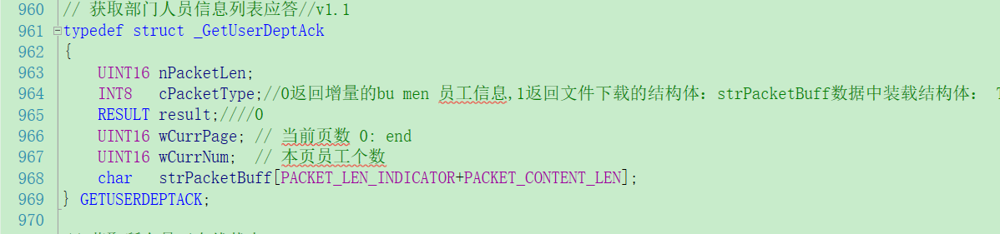 960 // 获取部门人员信息列表应答//v1.1
961 typedef struct _GetUserDeptAck
962 {
963 UINT16 nPacketLen;
964 INT8 cPacketType;//0返回增量的bu men 员工信息,1返回文件下载的结构体：strPacketBuff数据中装载结构体：
965 RESULT result;////0
966 UINT16 wCurrPage; // 当前页数 0: end
967 UINT16 wCurrNum; // 本页员工个数
968 char strPacketBuff[PACKET_LEN_INDICATOR+PACKET_CONTENT_LEN];
969 } GETUSERDEPTACK;
970